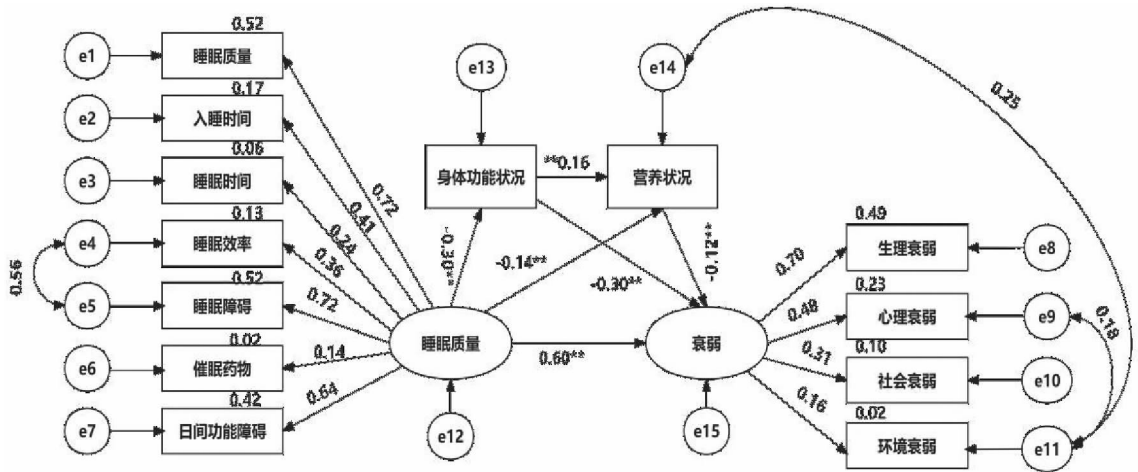 0.52
e1
睡眠质量
0.17
e2
入睡时间
0.06
e3
睡眠时间
0.13
e4
睡眠效率
0.52
e5
睡眠障碍
0.56
0.02
e6
催眠药物
0.42
e7
日间功能障碍
0.72
0.41
0.24
0.36
0.72
0.14
0.64
e13
e14
身体功能状况
**0.16
营养状况
0.25
-0.30**
-0.14**
-0.30**
-0.12**
睡眠质量
0.60**
衰弱
e12
e15
0.70
0.48
0.31
0.16
0.49
生理衰弱
e8
0.23
心理衰弱
e9
0.18
0.10
社会衰弱
e10
0.02
环境衰弱
e11